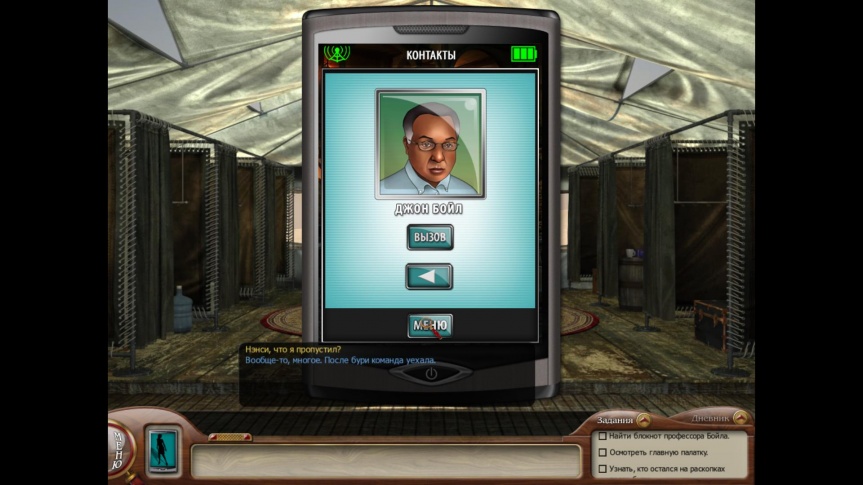 КОНТАКТЫ
ДЖОН БОЙЛ
ВЫЗОВ
МЕНЮ
Нэнси, что я пропустил?
Вообще-то, многое. После бури команда уехала.
Задания
Дневник
МЕНЮ
Найти блокнот профессора Бойла.
Осмотреть главную палатку.
Узнать, кто остался на раскопках